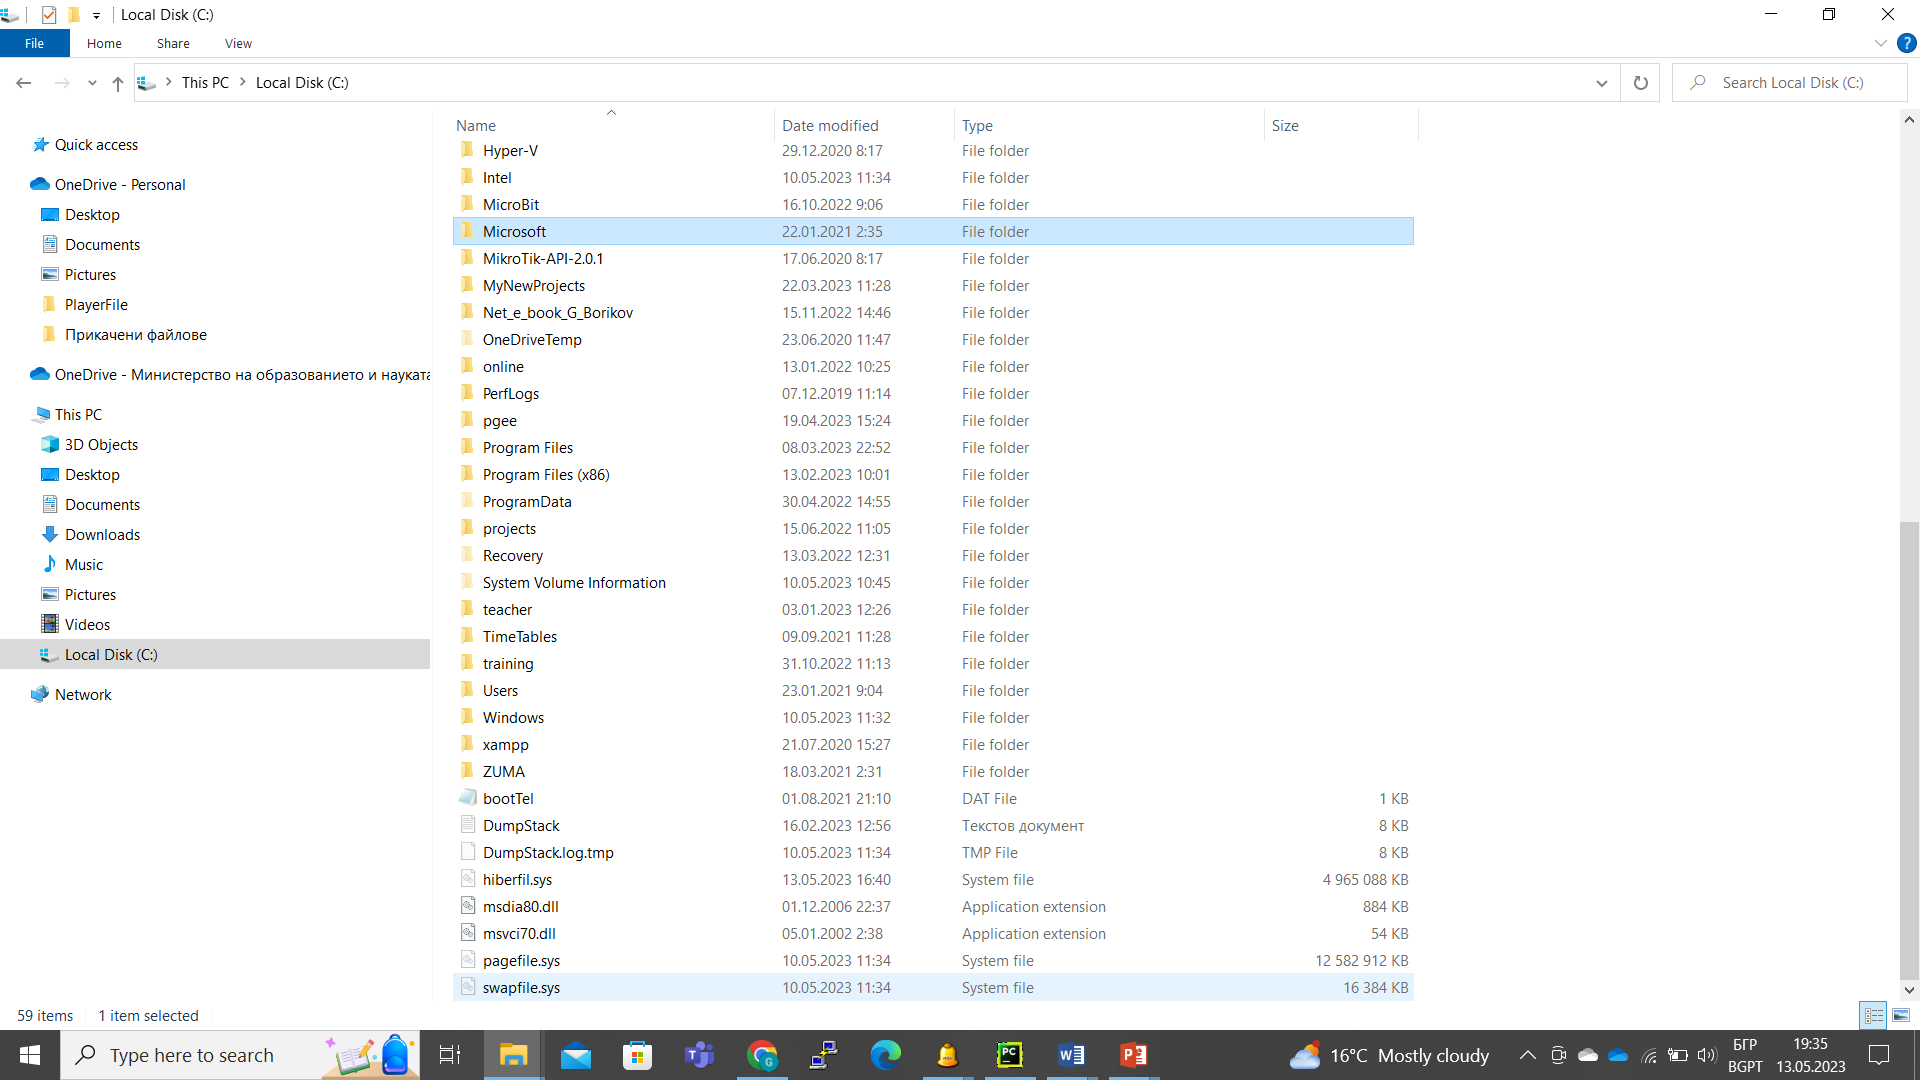 Local Disk (C:)
File Home Share View
This PC Local Disk (C:) Search Local Disk (C:)
Name Date modified Type Size
Quick access
OneDrive - Personal
Desktop
Documents
Pictures
PlayerFile
Прикачени файлове
OneDrive - Министерство на образованието и науката
This PC
3D Objects
Desktop
Documents
Downloads
Music
Pictures
Videos
Local Disk (C:)
Network
Hyper-V 29.12.2020 8:17 File folder
Intel 10.05.2023 11:34 File folder
MicroBit 16.10.2022 9:06 File folder
Microsoft 22.01.2021 2:35 File folder
MikroTik-API-2.0.1 17.06.2020 8:17 File folder
MyNewProjects 22.03.2023 11:28 File folder
Net_e_book_G_Borikov 15.11.2022 14:46 File folder
OneDriveTemp 23.06.2020 11:47 File folder
online 13.01.2022 10:25 File folder
PerfLogs 07.12.2019 11:14 File folder
pgee 19.04.2023 15:24 File folder
Program Files 08.03.2023 22:52 File folder
Program Files (x86) 13.02.2023 10:01 File folder
ProgramData 30.04.2022 14:55 File folder
projects 15.06.2022 11:05 File folder
Recovery 13.03.2022 12:31 File folder
System Volume Information 10.05.2023 10:45 File folder
teacher 03.01.2023 12:26 File folder
TimeTables 09.09.2021 11:28 File folder
training 31.10.2022 11:13 File folder
Users 23.01.2021 9:04 File folder
Windows 10.05.2023 11:32 File folder
xampp 21.07.2020 15:27 File folder
ZUMA 18.03.2021 2:31 File folder
bootTel 01.08.2021 21:10 DAT File 1 KB
DumpStack 16.02.2023 12:56 Текстов документ 8 KB
DumpStack.log.tmp 10.05.2023 11:34 TMP File 8 KB
hiberfil.sys 13.05.2023 16:40 System file 4 965 088 KB
msdia80.dll 01.12.2006 22:37 Application extension 884 KB
msvci70.dll 05.01.2002 2:38 Application extension 54 KB
pagefile.sys 10.05.2023 11:34 System file 12 582 912 KB
swapfile.sys 10.05.2023 11:34 System file 16 384 KB
59 items 1 item selected
Type here to search
16°C Mostly cloudy
БГР 19:35
BGPT 13.05.2023